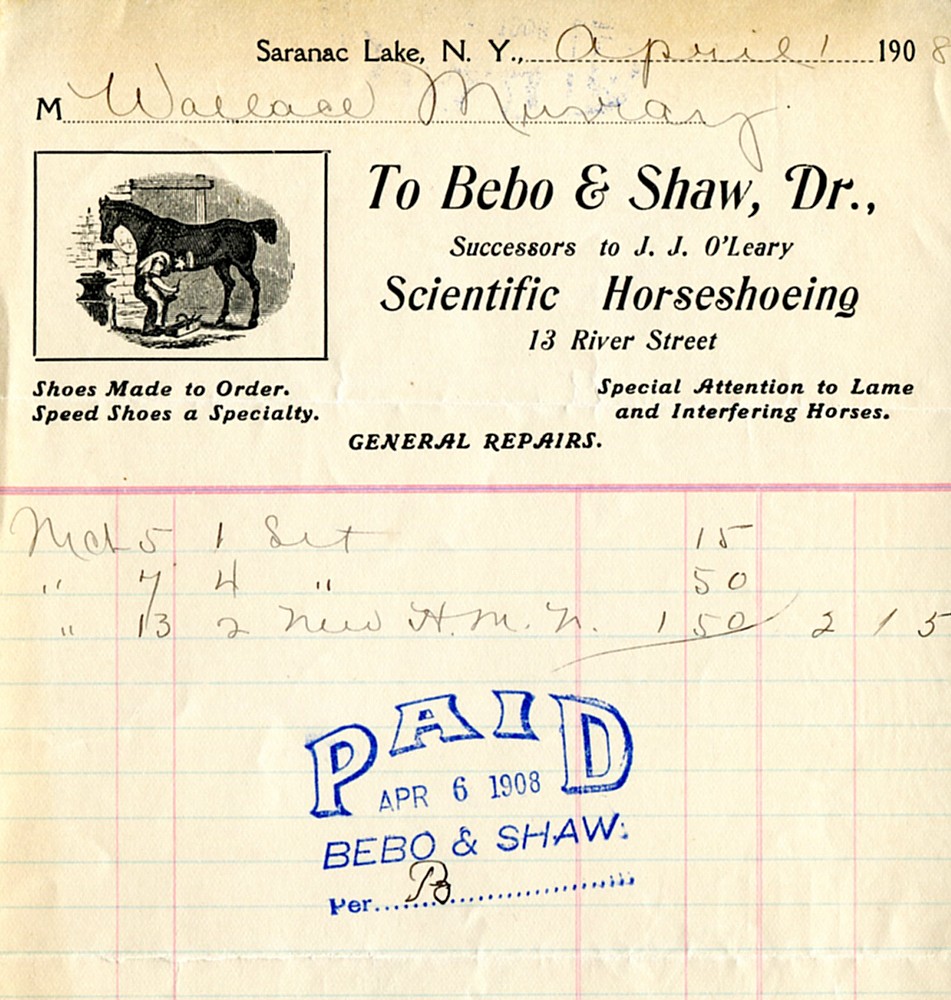 Saranac Lake, N. Y., April 1 1908
M Wallace Murray
To Bebo & Shaw, Dr.,
Successors to J. J. O'Leary
Scientific Horseshoeing
13 River Street
Shoes Made to Order.
Speed Shoes a Specialty.
Special Attention to Lame
and Interfering Horses.
GENERAL REPAIRS.
Mch 5 1 Set 15
" 7 4 " 50
" 13 2 New H. M. N. 1 50 2 15
PAID
APR 6 1908
BEBO & SHAW.
Per B